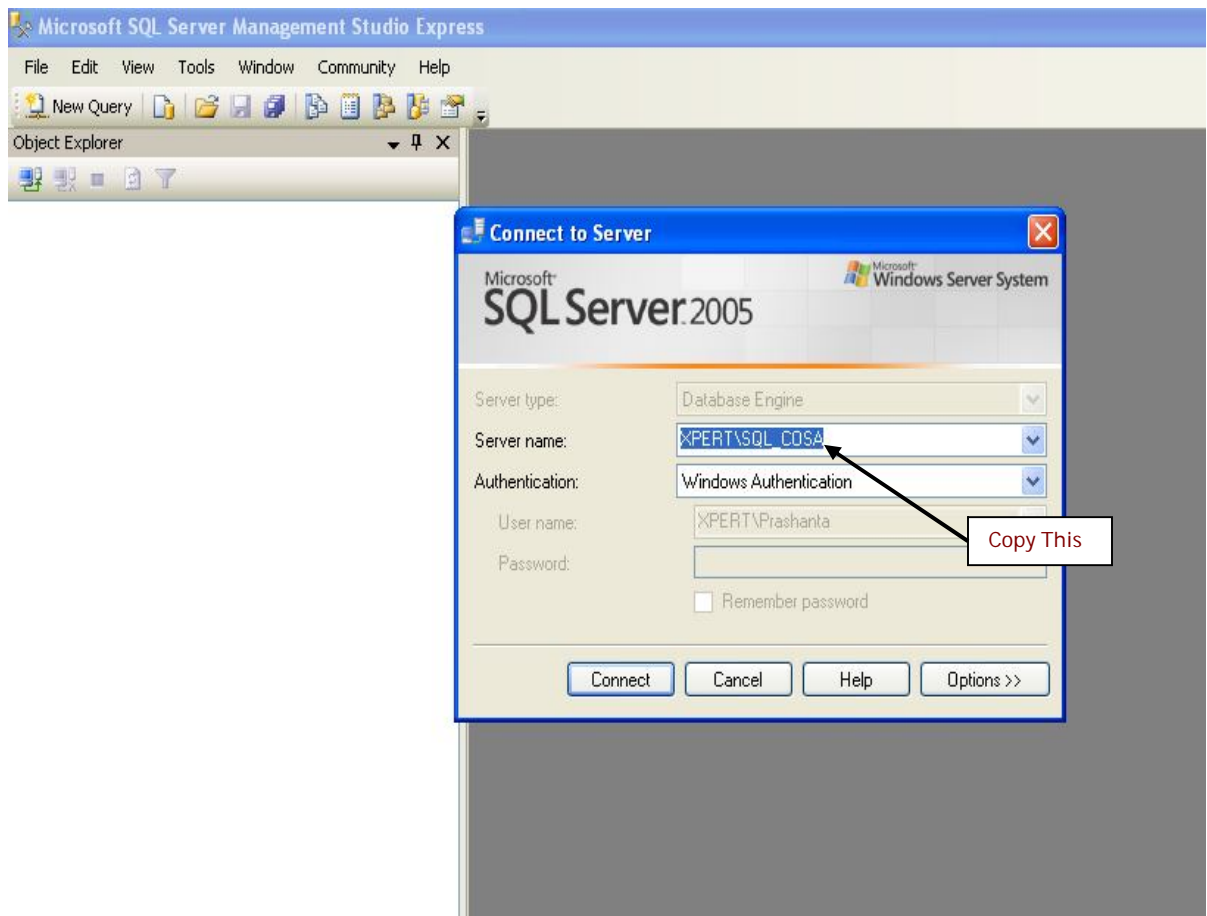 Microsoft SQL Server Management Studio Express
File Edit View Tools Window Community Help
New Query
Object Explorer
Connect to Server
Microsoft
SQL Server 2005
Microsoft
Windows Server System
Server type: Database Engine
Server name: XPERT\SQL_COSA
Authentication: Windows Authentication
User name: XPERT\Prashanta
Copy This
Password:
Remember password
Connect Cancel Help Options >>